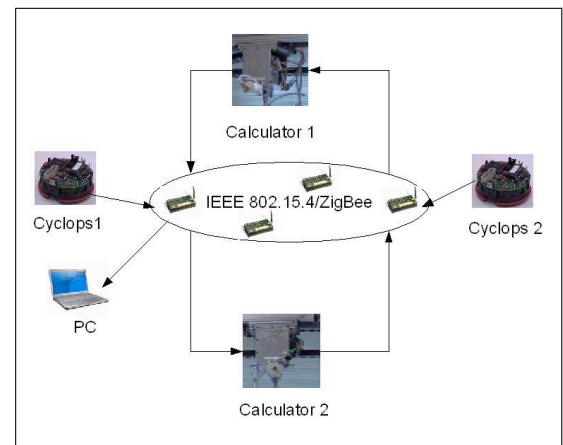 Calculator 1
IEEE 802.15.4/ZigBee
Cyclops1
Cyclops 2
PC
Calculator 2